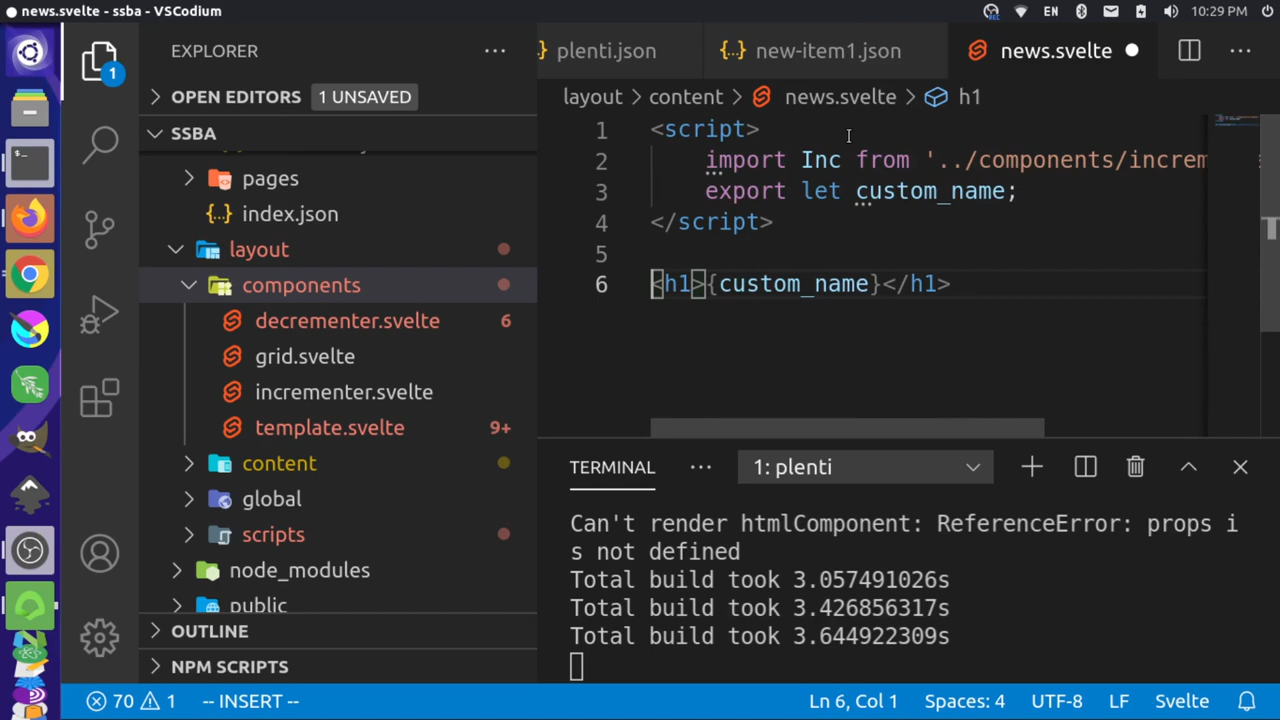 news.svelte - ssba - VSCodium
REC
EN
10:29 PM
1
EXPLORER
OPEN EDITORS 1 UNSAVED
SSBA
pages
index.json
layout
components
decrementer.svelte 6
grid.svelte
incrementer.svelte
template.svelte 9+
content
global
scripts
node_modules
public
OUTLINE
NPM SCRIPTS
plenti.json
new-item1.json
news.svelte
layout > content > news.svelte > h1
1 <script>
2 import Inc from '../components/increm
3 export let custom_name;
4 </script>
5
6 <h1>{custom_name}</h1>
TERMINAL
1: plenti
Can't render htmlComponent: ReferenceError: props i
s not defined
Total build took 3.057491026s
Total build took 3.426856317s
Total build took 3.644922309s
70 1 -- INSERT -- Ln 6, Col 1 Spaces: 4 UTF-8 LF Svelte